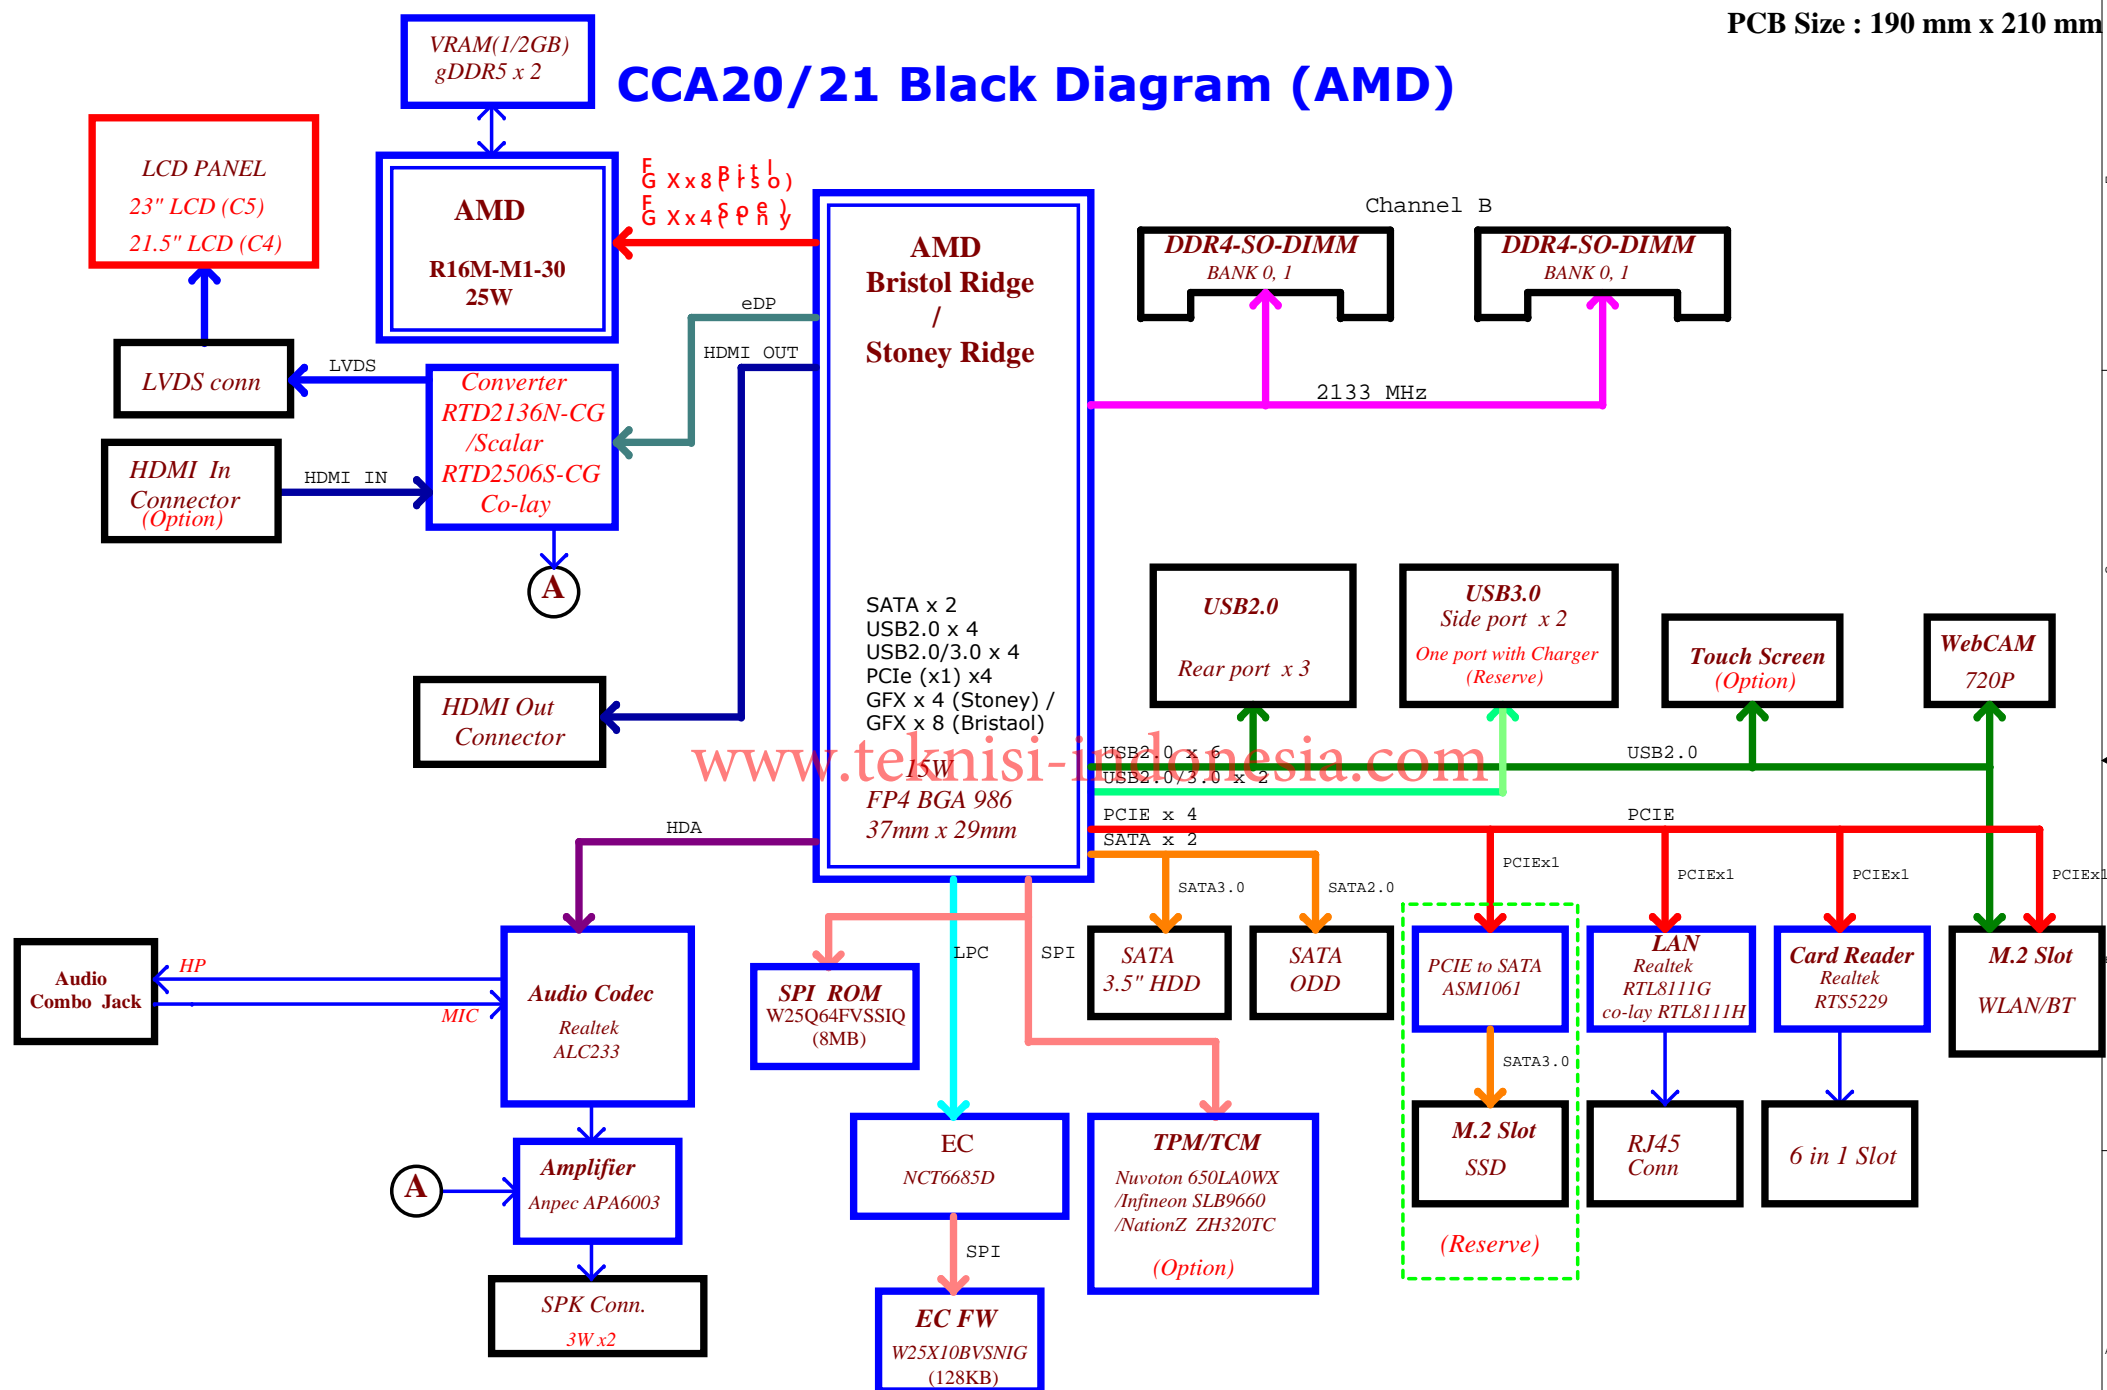 PCB Size : 190 mm x 210 mm
CCA20/21 Black Diagram (AMD)
VRAM(1/2GB)
gDDR5 x 2
LCD PANEL
23" LCD (C5)
21.5" LCD (C4)
AMD
R16M-M1-30
25W
eDP
HDMI OUT
LVDS
LVDS conn
Converter
RTD2136N-CG
/Scalar
RTD2506S-CG
Co-lay
HDMI In
Connector
(Option)
HDMI IN
A
HDMI Out
Connector
AMD
Bristol Ridge
/
Stoney Ridge
SATA x 2
USB2.0 x 4
USB2.0/3.0 x 4
PCIe (x1) x4
GFX x 4 (Stoney) /
GFX x 8 (Bristaol)
15W
FP4 BGA 986
37mm x 29mm
Channel B
DDR4-SO-DIMM
BANK 0, 1
DDR4-SO-DIMM
BANK 0, 1
2133 MHz
USB2.0
Rear port x 3
USB3.0
Side port x 2
One port with Charger
(Reserve)
Touch Screen
(Option)
WebCAM
720P
www.teknisi-indonesia.com
USB2.0 x 6
USB2.0
USB2.0/3.0 x 2
PCIE x 4
PCIE
SATA x 2
HDA
PCIEx1
PCIEx1
PCIEx1
PCIEx1
SATA3.0
SATA2.0
LPC
SPI
Audio
Combo Jack
HP
MIC
Audio Codec
Realtek
ALC233
SPI ROM
W25Q64FVSSIQ
(8MB)
SATA
3.5" HDD
SATA
ODD
PCIE to SATA
ASM1061
LAN
Realtek
RTL8111G
co-lay RTL8111H
Card Reader
Realtek
RTS5229
M.2 Slot
WLAN/BT
SATA3.0
A
Amplifier
Anpec APA6003
SPK Conn.
3W x2
EC
NCT6685D
SPI
EC FW
W25X10BVSNIG
(128KB)
TPM/TCM
Nuvoton 650LA0WX
/Infineon SLB9660
/NationZ ZH320TC
(Option)
M.2 Slot
SSD
(Reserve)
RJ45
Conn
6 in 1 Slot